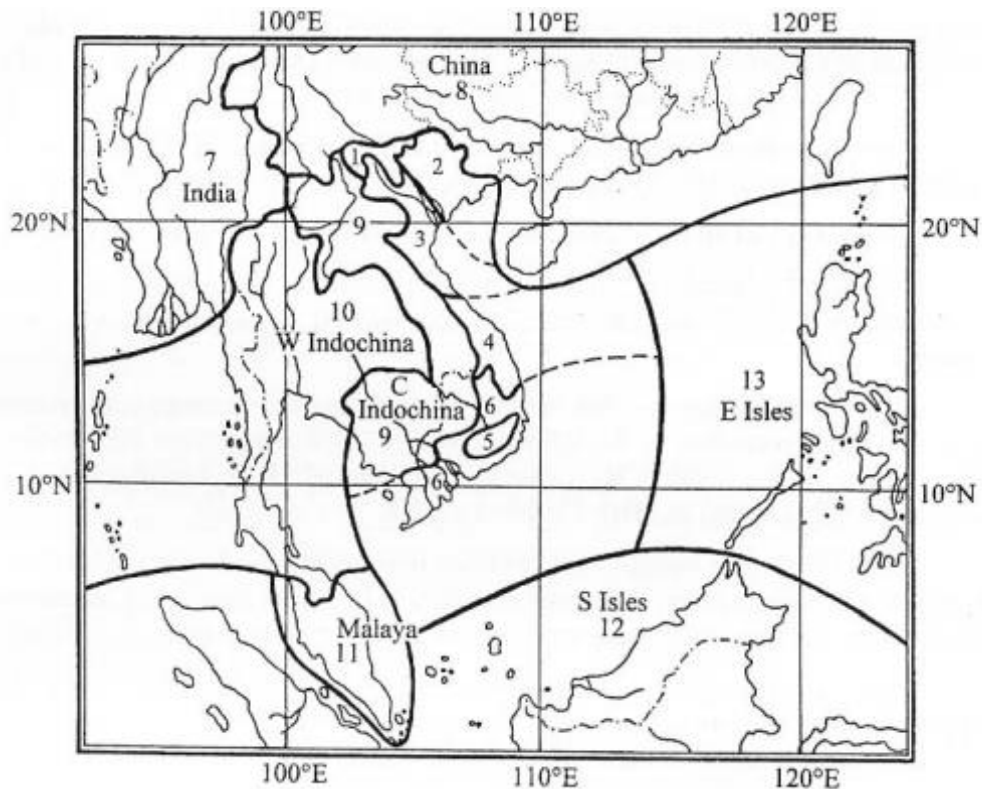 100°E 110°E 120°E
China
8
1
2
7
India
20°N
9
3
20°N
10
W Indochina
4
13
E Isles
C
Indochina
6
9
5
10°N
6
10°N
S Isles
12
Malaya
11
100°E 110°E 120°E